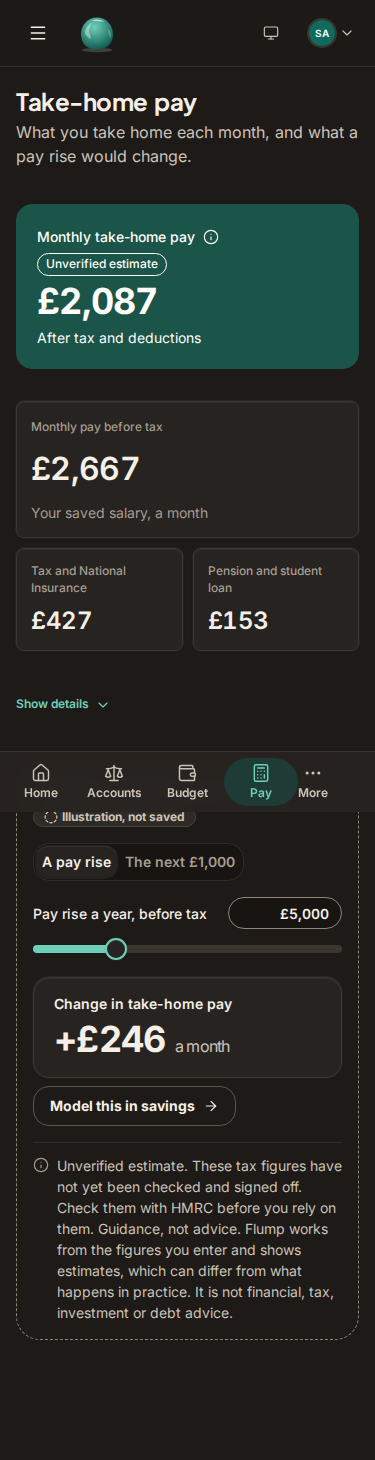 SA
Take-home pay
What you take home each month, and what a
pay rise would change.
Monthly take-home pay
Unverified estimate
£2,087
After tax and deductions
Monthly pay before tax
£2,667
Your saved salary, a month
Tax and National
Insurance
£427
Pension and student
loan
£153
Show details
Home
Accounts
Budget
Pay
More
Illustration, not saved
A pay rise
The next £1,000
Pay rise a year, before tax
£5,000
Change in take-home pay
+£246 a month
Model this in savings
Unverified estimate. These tax figures have
not yet been checked and signed off.
Check them with HMRC before you rely on
them. Guidance, not advice. Flump works
from the figures you enter and shows
estimates, which can differ from what
happens in practice. It is not financial, tax,
investment or debt advice.